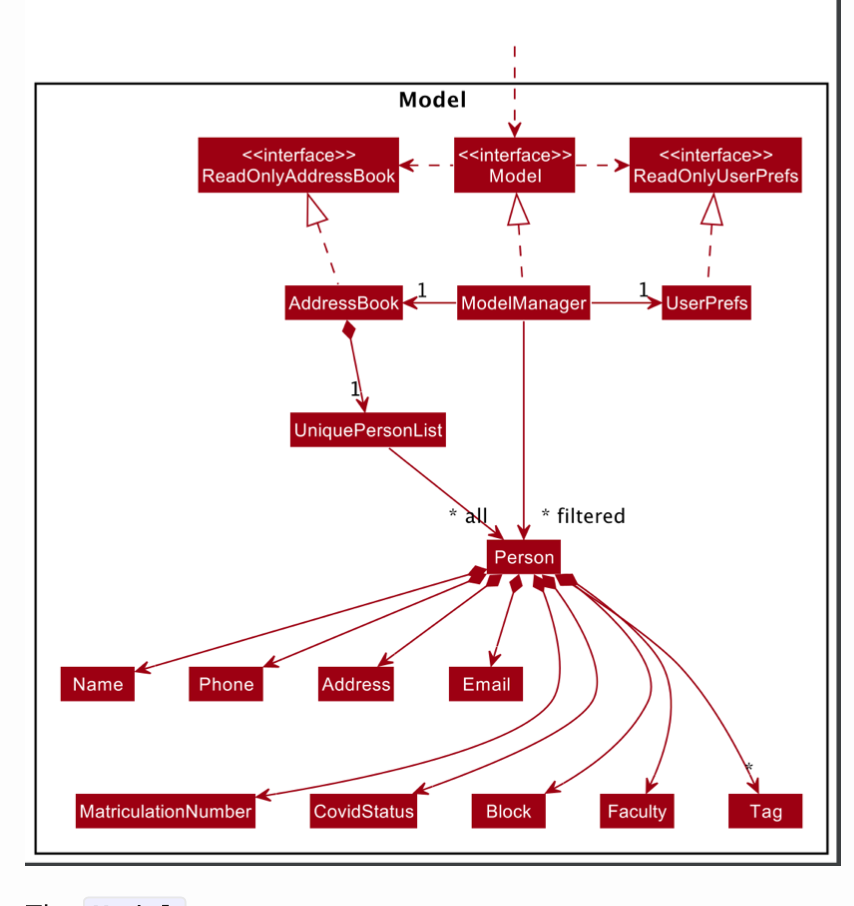 Model
<<interface>>
ReadOnlyAddressBook
<<interface>>
Model
<<interface>>
ReadOnlyUserPrefs
AddressBook
1
ModelManager
1
UserPrefs
1
UniquePersonList
* all
* filtered
Person
Name
Phone
Address
Email
*
MatriculationNumber
CovidStatus
Block
Faculty
Tag